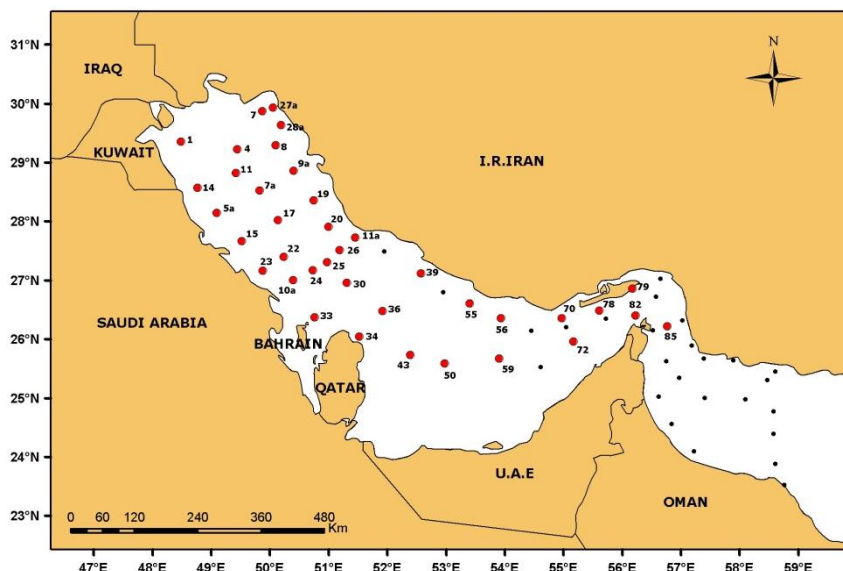 31°N
N
IRAQ
30°N
7
27a
28a
1
4
8
29°N
KUWAIT
I.R.IRAN
11
9a
14
7a
19
28°N
5a
17
20
15
11a
22
26
27°N
23
25
39
24
10a
30
79
36
55
56
70
78
82
26°N
SAUDI ARABIA
33
BAHRAIN
34
85
72
43
50
59
QATAR
25°N
24°N
U.A.E
OMAN
23°N
0 60 120 240 360 480
Km
47°E 48°E 49°E 50°E 51°E 52°E 53°E 54°E 55°E 56°E 57°E 58°E 59°E